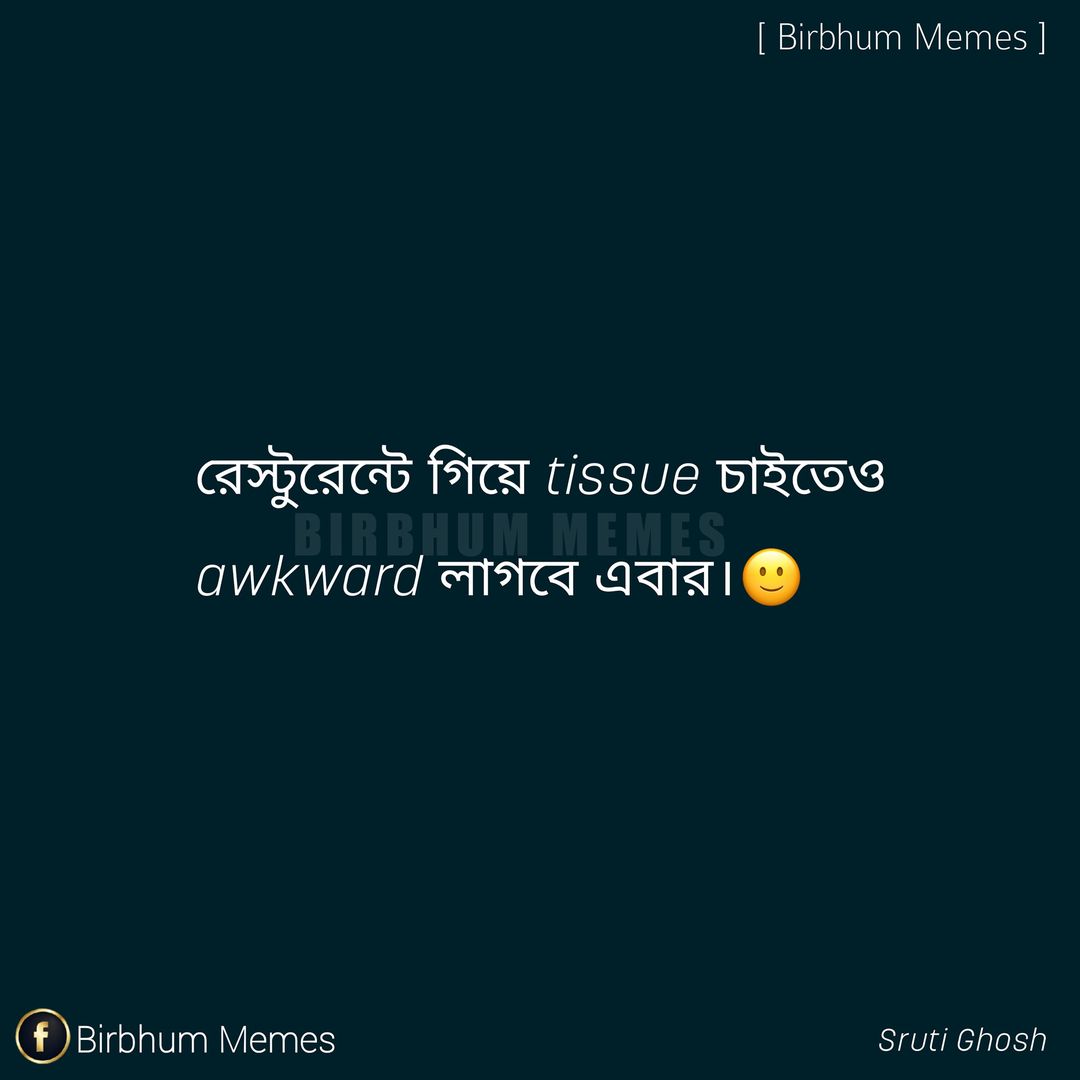 [ Birbhum Memes ]
রেস্টুরেন্টে গিয়ে tissue চাইতেও
BIRBHUM MEMES
awkward লাগবে এবার।🙂
f Birbhum Memes
Sruti Ghosh